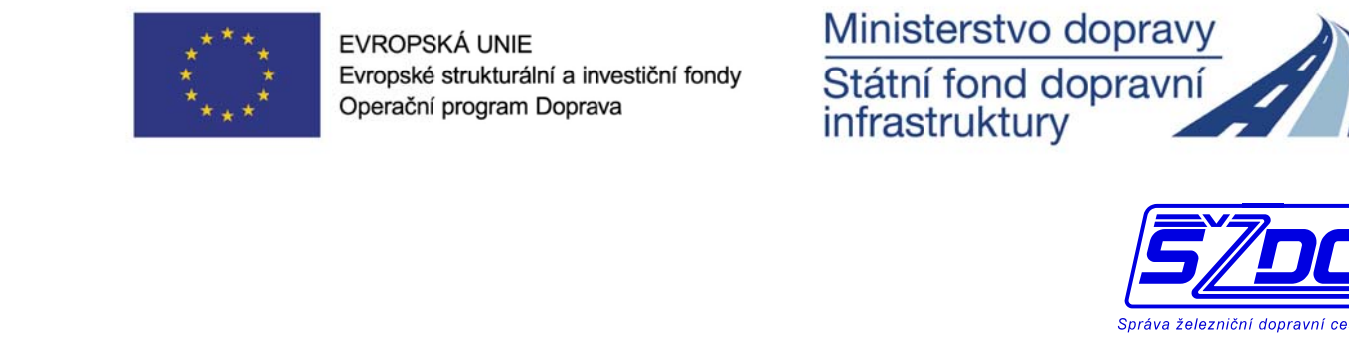 EVROPSKÁ UNIE
Evropské strukturální a investiční fondy
Operační program Doprava
Ministerstvo dopravy
Státní fond dopravní
infrastruktury
SŽDC
Správa železniční dopravní ce